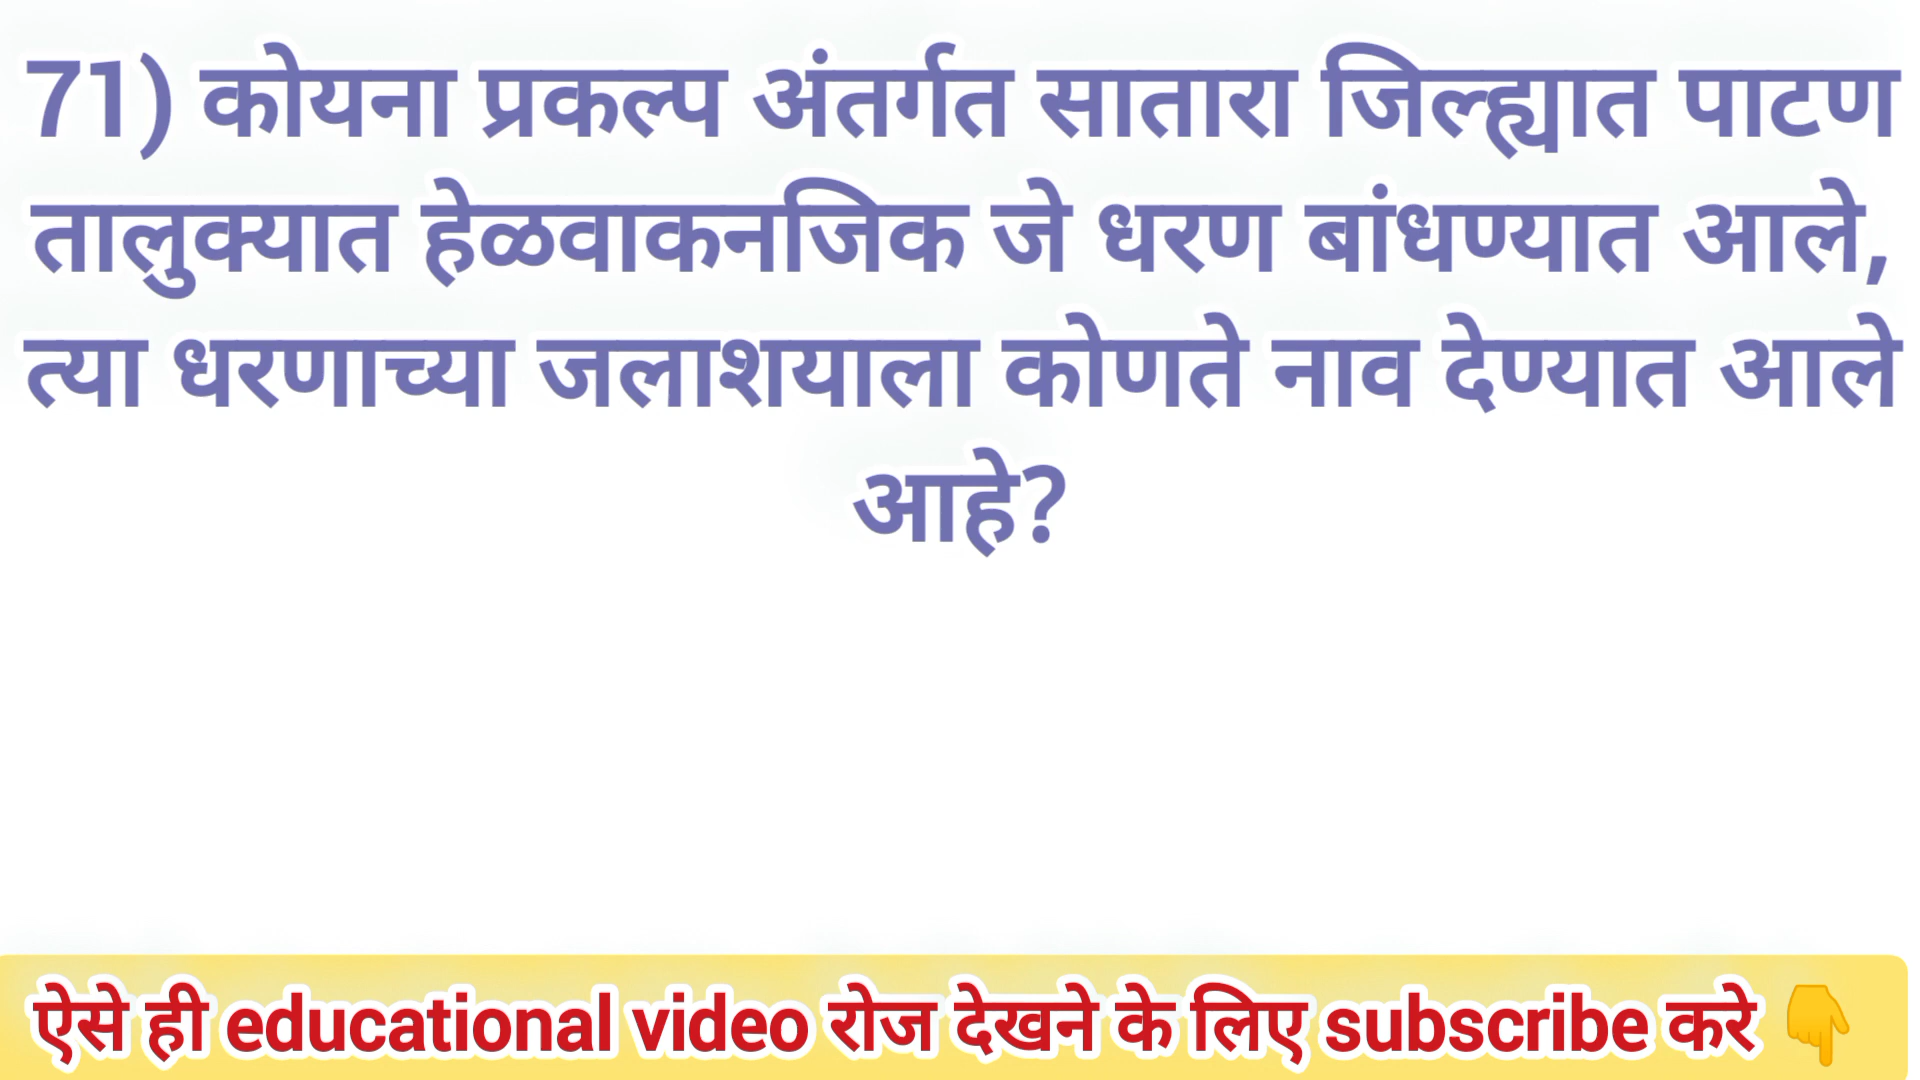 71) कोयना प्रकल्प अंतर्गत सातारा जिल्ह्यात पाटण
तालुक्यात हेळवाकनजिक जे धरण बांधण्यात आले,
त्या धरणाच्या जलाशयाला कोणते नाव देण्यात आले
आहे?
ऐसे ही educational video रोज देखने के लिए subscribe करे 👇